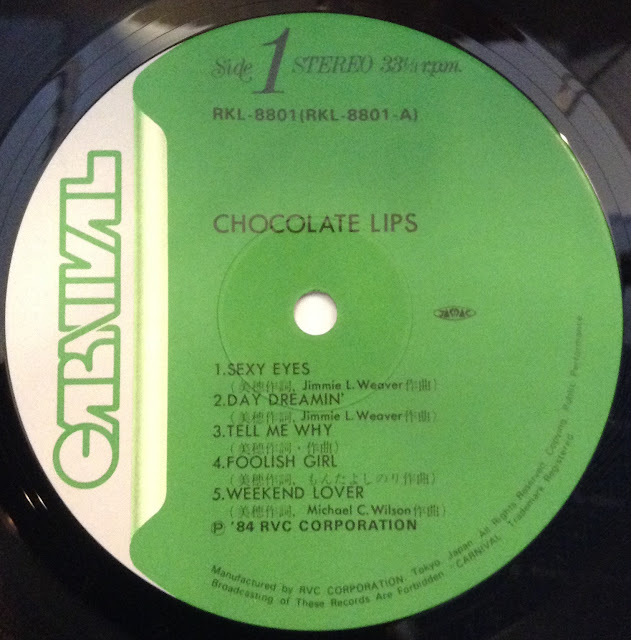 Side 1 STEREO 33⅓ r.p.m.
RKL-8801(RKL-8801-A)
CHOCOLATE LIPS
CARNIVAL
JASRAC
1.SEXY EYES
(美穂作詞, Jimmie L. Weaver作曲)
2.DAY DREAMIN'
(美穂作詞, Jimmie L. Weaver作曲)
3.TELL ME WHY
(美穂作詞・作曲)
4.FOOLISH GIRL
(美穂作詞, もんたよしのり作曲)
5.WEEKEND LOVER
(美穂作詞, Michael C. Wilson作曲)
Ⓟ '84 RVC CORPORATION
Manufactured by RVC CORPORATION, Tokyo, Japan. All Rights Reserved. Copying, Public Performance
Broadcasting of These Records Are Forbidden "CARNIVAL Trademark Registered